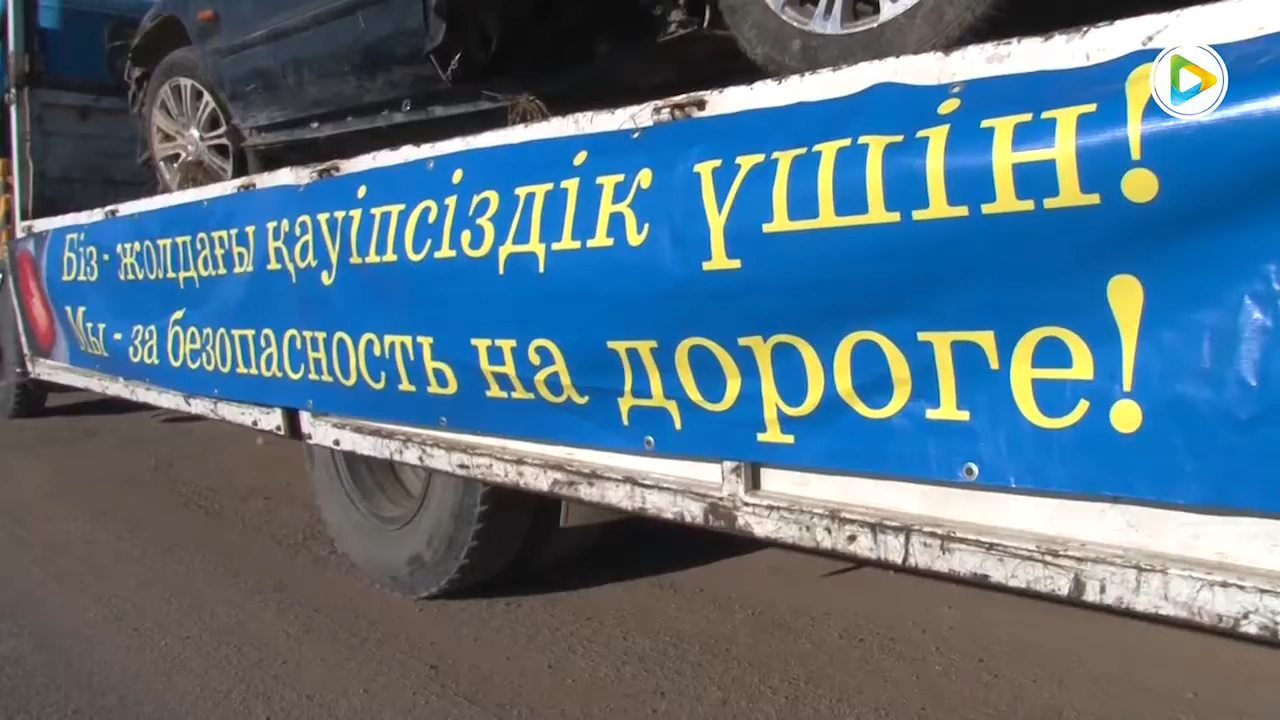 Біз - жолдағы қауіпсіздік үшін!
Мы - за безопасность на дороге!